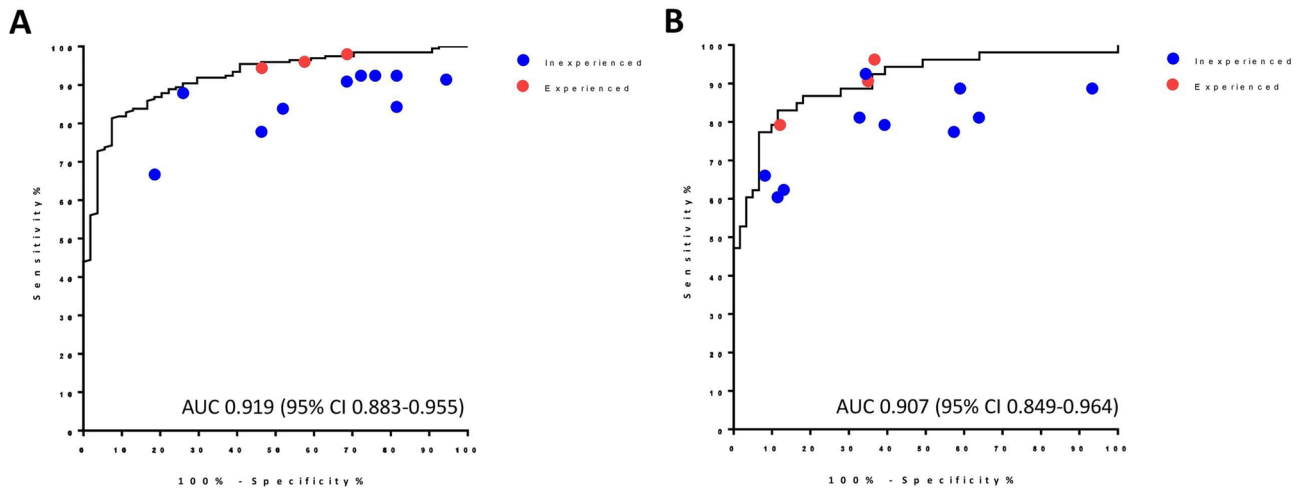 A
100
90
80
70
60
50
40
30
20
10
0
Sensitivity%
0 10 20 30 40 50 60 70 80 90 100
100% - Specificity%
Inexperienced
Experienced
AUC 0.919 (95% CI 0.883-0.955)
B
100
90
80
70
60
50
40
30
20
10
0
Sensitivity%
0 10 20 30 40 50 60 70 80 90 100
100% - Specificity%
Inexperienced
Experienced
AUC 0.907 (95% CI 0.849-0.964)